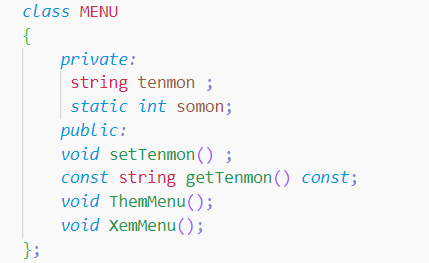 class MENU
{
private:
string tenmon ;
static int somon;
public:
void setTenmon() ;
const string getTenmon() const;
void ThemMenu();
void XemMenu();
};